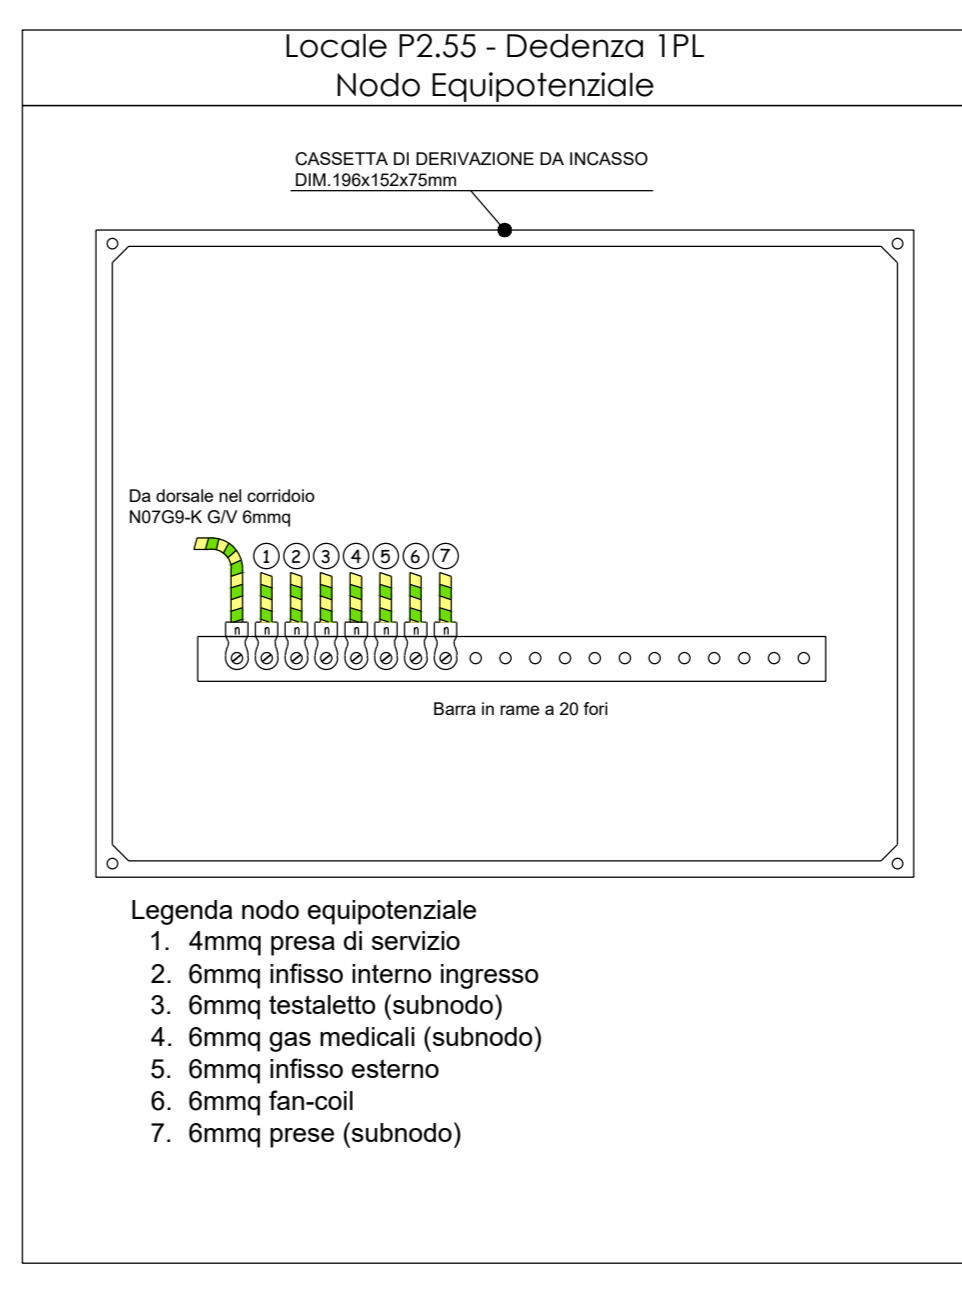 Locale P2.55 - Dedenza 1PL
Nodo Equipotenziale
CASSETTA DI DERIVAZIONE DA INCASSO
DIM.196x152x75mm
Da dorsale nel corridoio
N07G9-K G/V 6mmq
1 2 3 4 5 6 7
n n n n n n n n
Barra in rame a 20 fori
Legenda nodo equipotenziale
1. 4mmq presa di servizio
2. 6mmq infisso interno ingresso
3. 6mmq testaletto (subnodo)
4. 6mmq gas medicali (subnodo)
5. 6mmq infisso esterno
6. 6mmq fan-coil
7. 6mmq prese (subnodo)